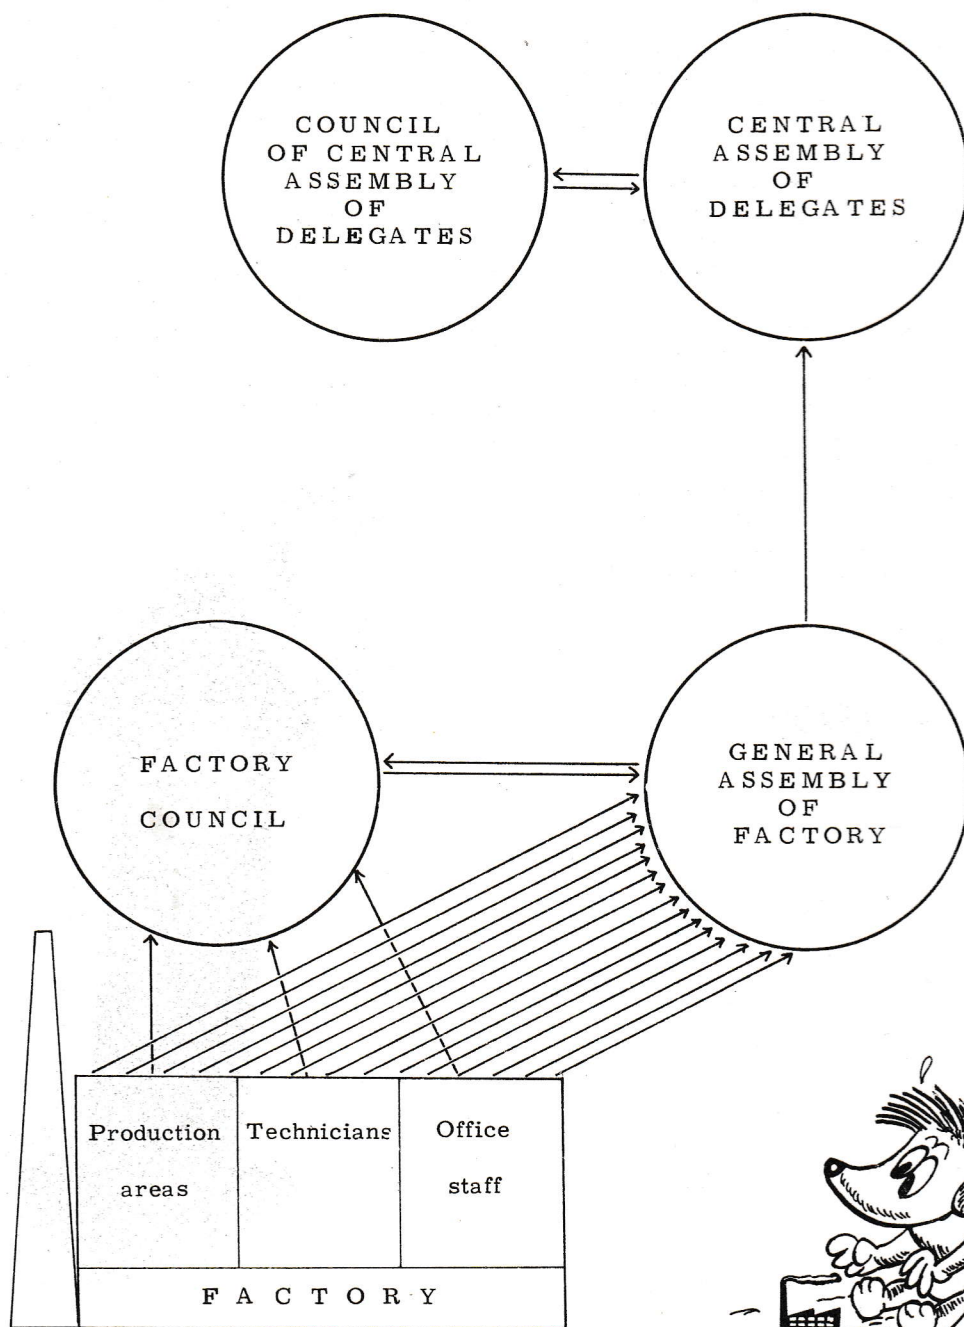 COUNCIL
OF CENTRAL
ASSEMBLY
OF
DELEGATES
CENTRAL
ASSEMBLY
OF
DELEGATES
FACTORY
COUNCIL
GENERAL
ASSEMBLY
OF
FACTORY
Production
areas
Technicians
Office
staff
FACTORY